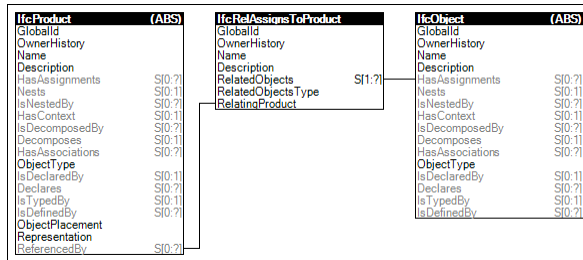 IfcProduct (ABS)
GlobalId
OwnerHistory
Name
Description
HasAssignments S[0:?]
Nests S[0:1]
IsNestedBy S[0:?]
HasContext S[0:1]
IsDecomposedBy S[0:?]
Decomposes S[0:1]
HasAssociations S[0:?]
ObjectType
IsDeclaredBy S[0:1]
Declares S[0:?]
IsTypedBy S[0:1]
IsDefinedBy S[0:?]
ObjectPlacement
Representation
ReferencedBy S[0:?]
IfcRelAssignsToProduct
GlobalId
OwnerHistory
Name
Description
RelatedObjects S[1:?]
RelatedObjectsType
RelatingProduct
IfcObject (ABS)
GlobalId
OwnerHistory
Name
Description
HasAssignments S[0:?]
Nests S[0:1]
IsNestedBy S[0:?]
HasContext S[0:1]
IsDecomposedBy S[0:?]
Decomposes S[0:1]
HasAssociations S[0:?]
ObjectType
IsDeclaredBy S[0:1]
Declares S[0:?]
IsTypedBy S[0:1]
IsDefinedBy S[0:?]